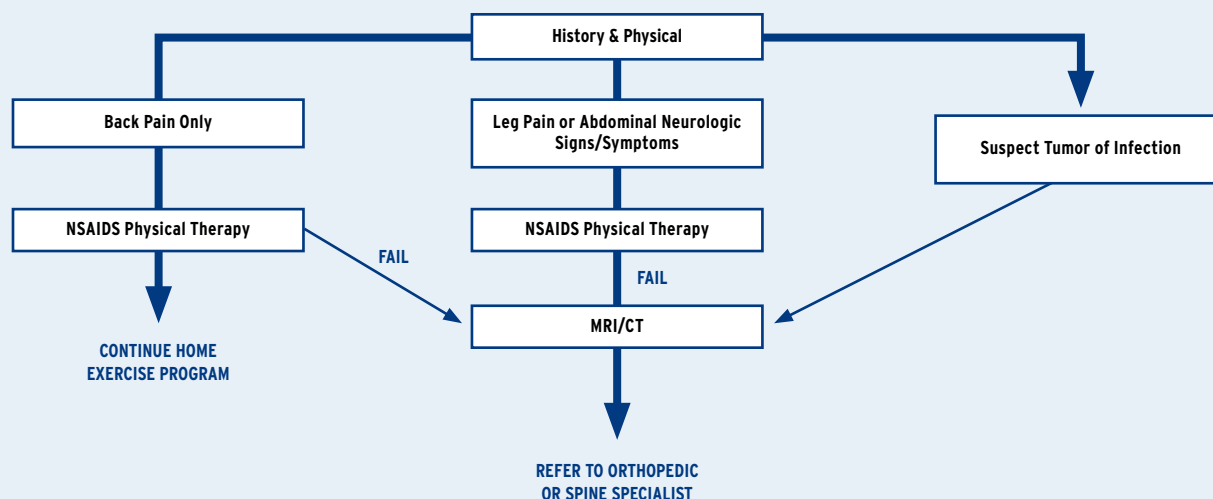 History & Physical
Back Pain Only
Leg Pain or Abdominal Neurologic
Signs/Symptoms
Suspect Tumor of Infection
NSAIDS Physical Therapy
NSAIDS Physical Therapy
FAIL
FAIL
MRI/CT
CONTINUE HOME
EXERCISE PROGRAM
REFER TO ORTHOPEDIC
OR SPINE SPECIALIST